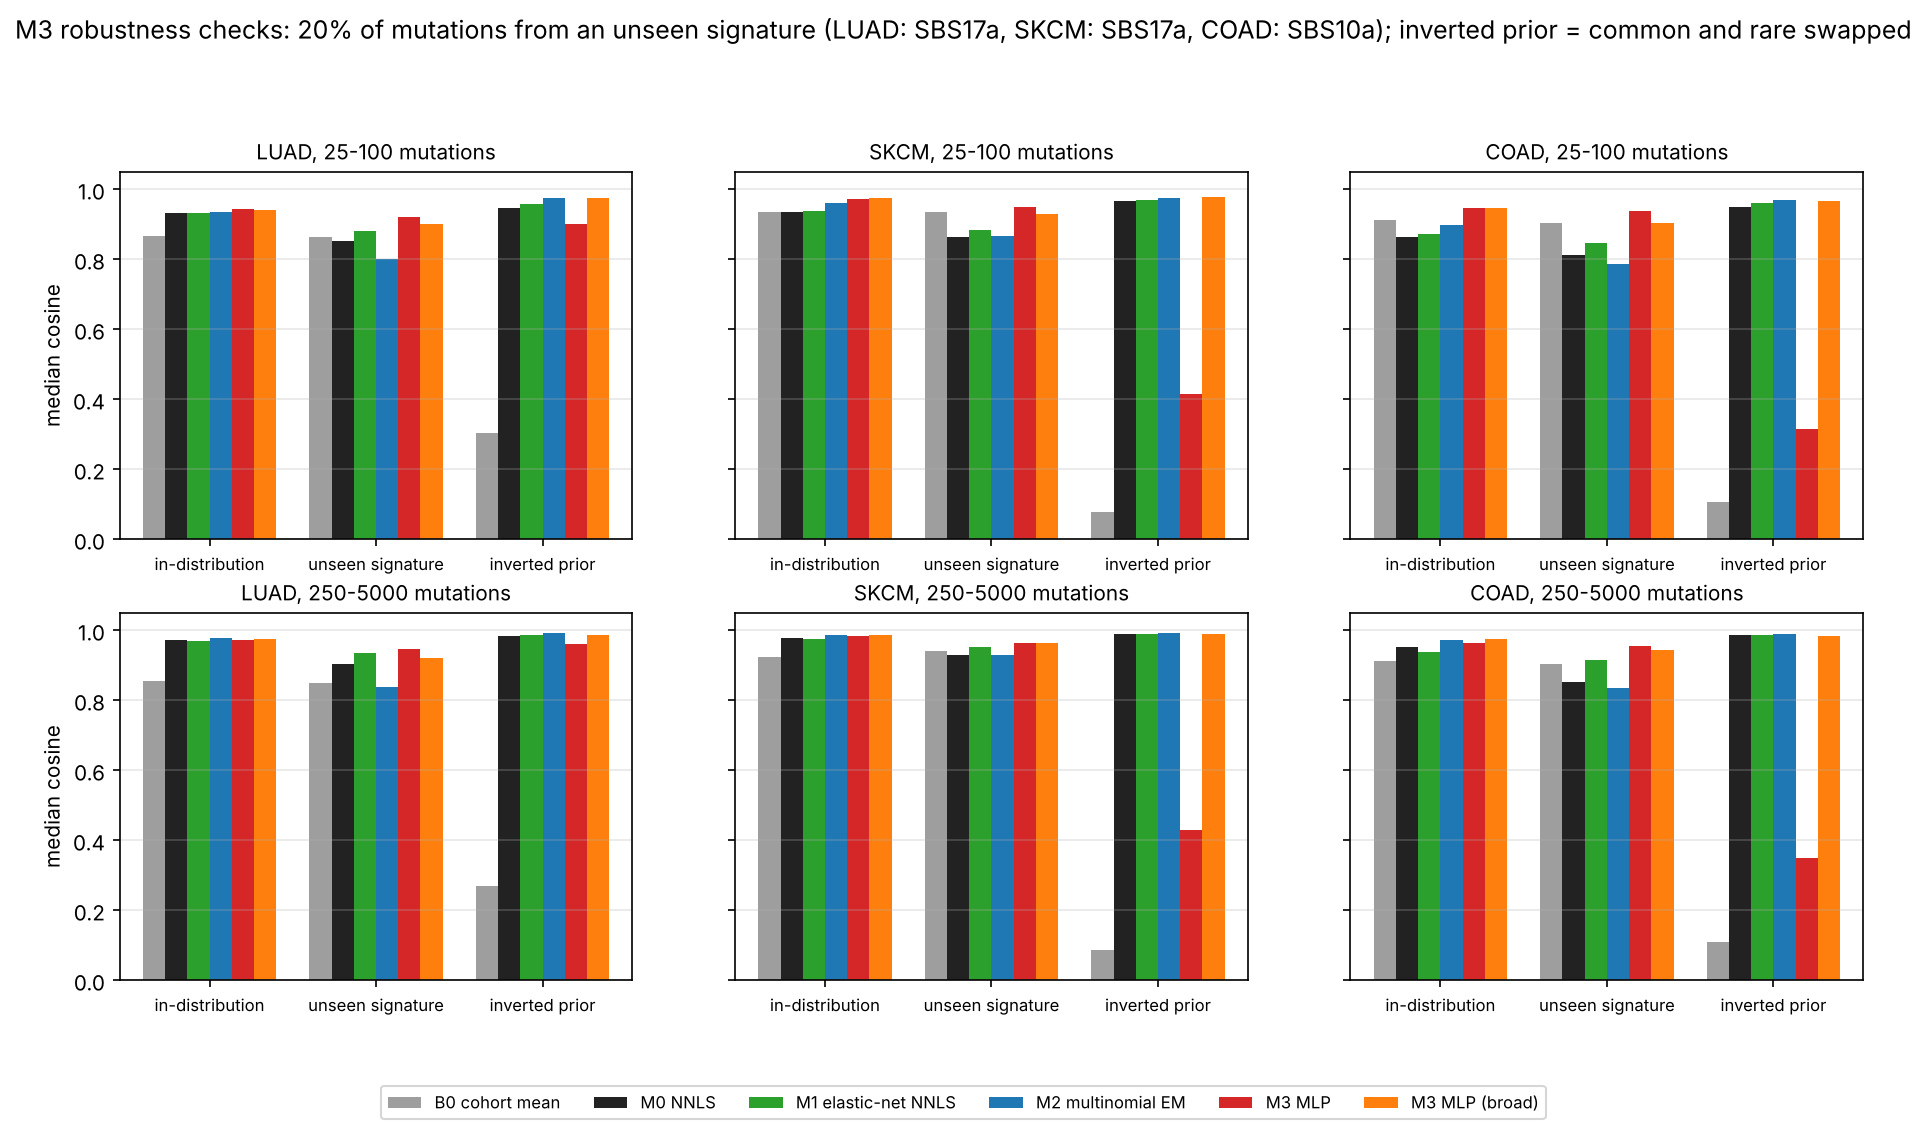 M3 robustness checks: 20% of mutations from an unseen signature (LUAD: SBS17a, SKCM: SBS17a, COAD: SBS10a); inverted prior = common and rare swapped
LUAD, 25-100 mutations
SKCM, 25-100 mutations
COAD, 25-100 mutations
median cosine
1.0
0.8
0.6
0.4
0.2
0.0
in-distribution unseen signature inverted prior
in-distribution unseen signature inverted prior
in-distribution unseen signature inverted prior
LUAD, 250-5000 mutations
SKCM, 250-5000 mutations
COAD, 250-5000 mutations
median cosine
1.0
0.8
0.6
0.4
0.2
0.0
in-distribution unseen signature inverted prior
in-distribution unseen signature inverted prior
in-distribution unseen signature inverted prior
B0 cohort mean M0 NNLS M1 elastic-net NNLS M2 multinomial EM M3 MLP M3 MLP (broad)